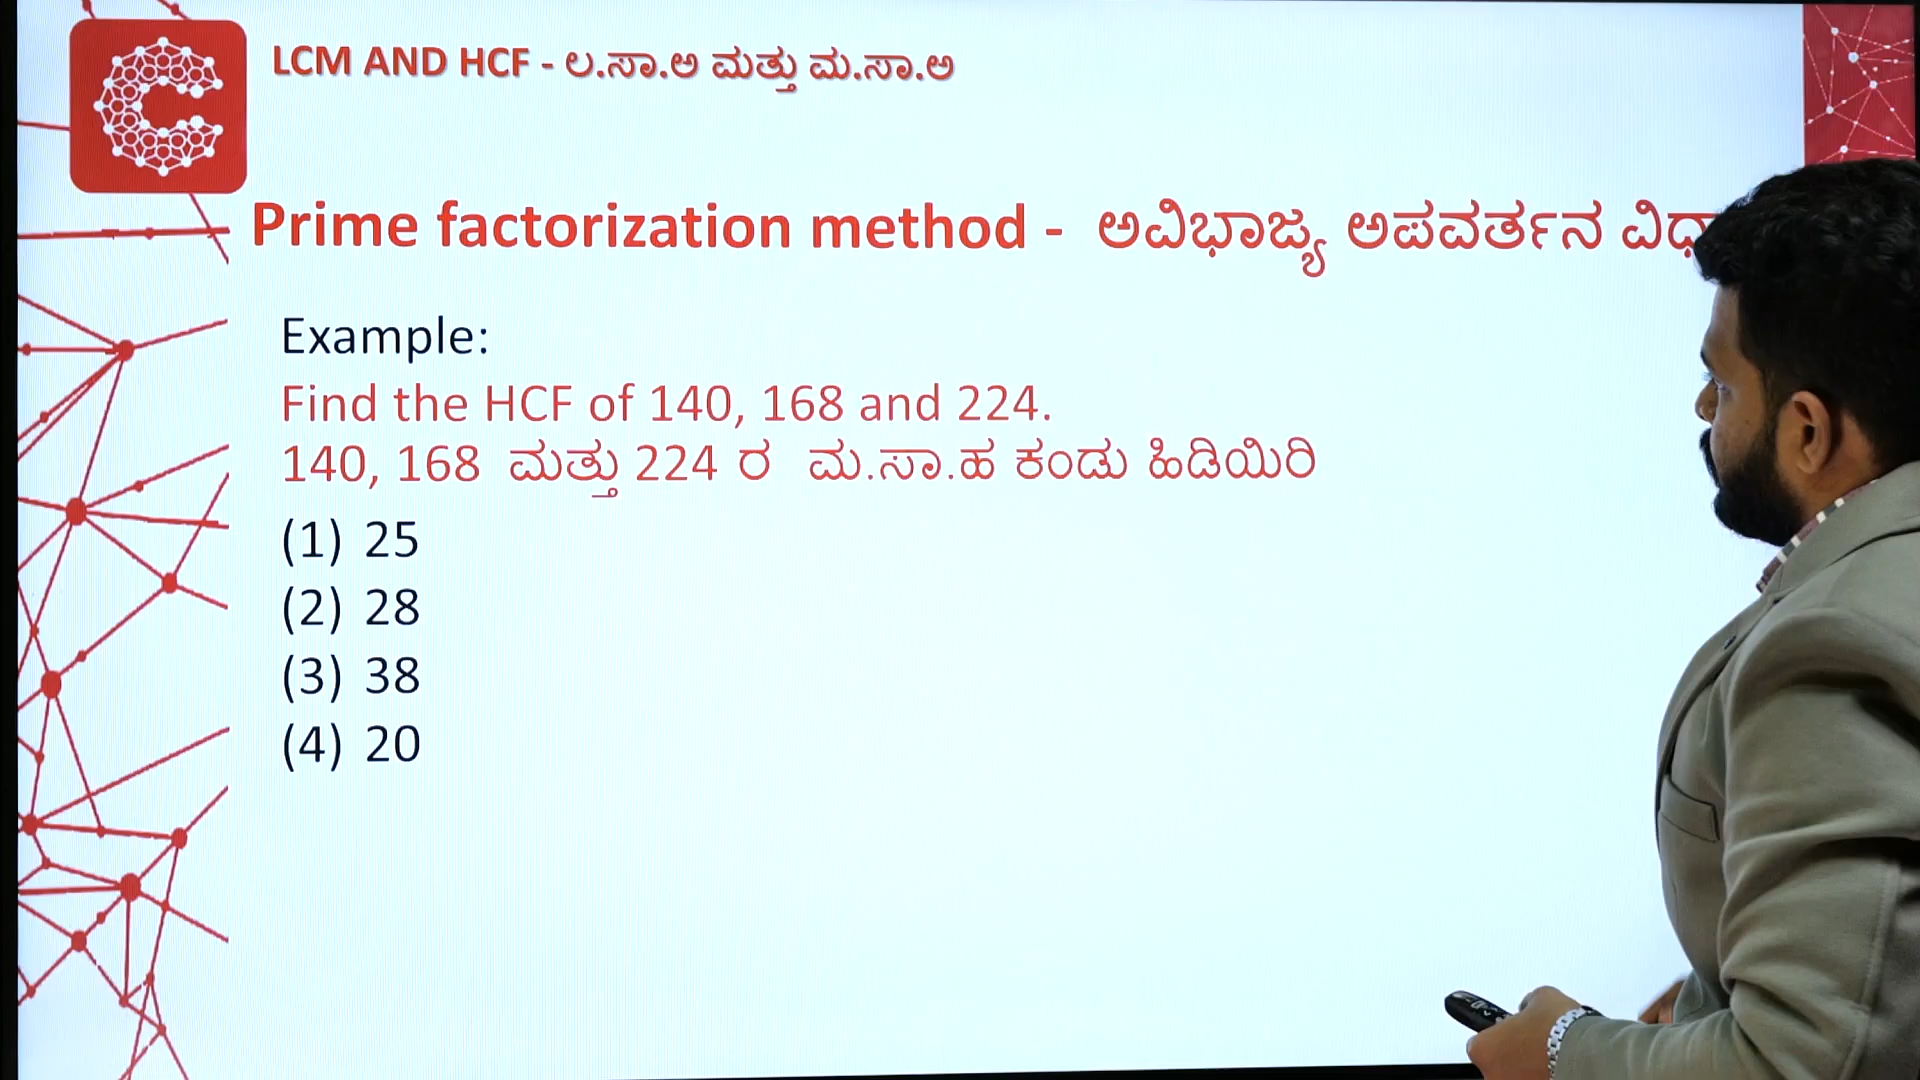 LCM AND HCF - ಲ.ಸಾ.ಅ ಮತ್ತು ಮ.ಸಾ.ಅ
Prime factorization method - ಅವಿಭಾಜ್ಯ ಅಪವರ್ತನ
Example:
Find the HCF of 140, 168 and 224.
140, 168 ಮತ್ತು 224 ರ ಮ.ಸಾ.ಹ ಕಂಡು ಹಿಡಿಯಿರಿ
(1) 25
(2) 28
(3) 38
(4) 20